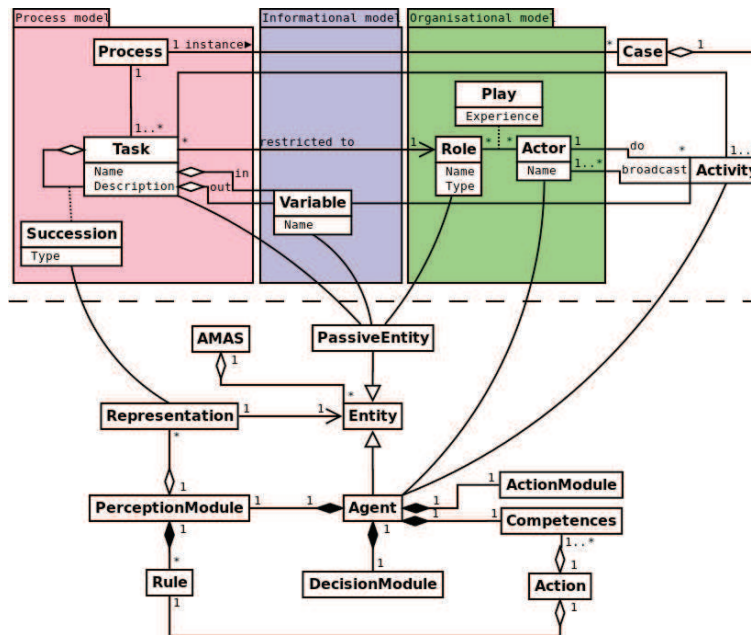 Process model
Informational model
Organisational model
Process
1
instance
*
Case
1
1
Play
Experience
1..*
Task
*
restricted to
1
Role
*
*
Actor
1
do
*
1..
Name
Description
in
out
Name
Type
Name
1..*
broadcast
Activity
Variable
Name
Succession
Type
AMAS
1
PassiveEntity
*
Representation
1
1
Entity
*
1
PerceptionModule
1
1
Agent
1
1
ActionModule
1
1
Competences
1
1
1..*
*
1
1
Rule
DecisionModule
Action
1
1